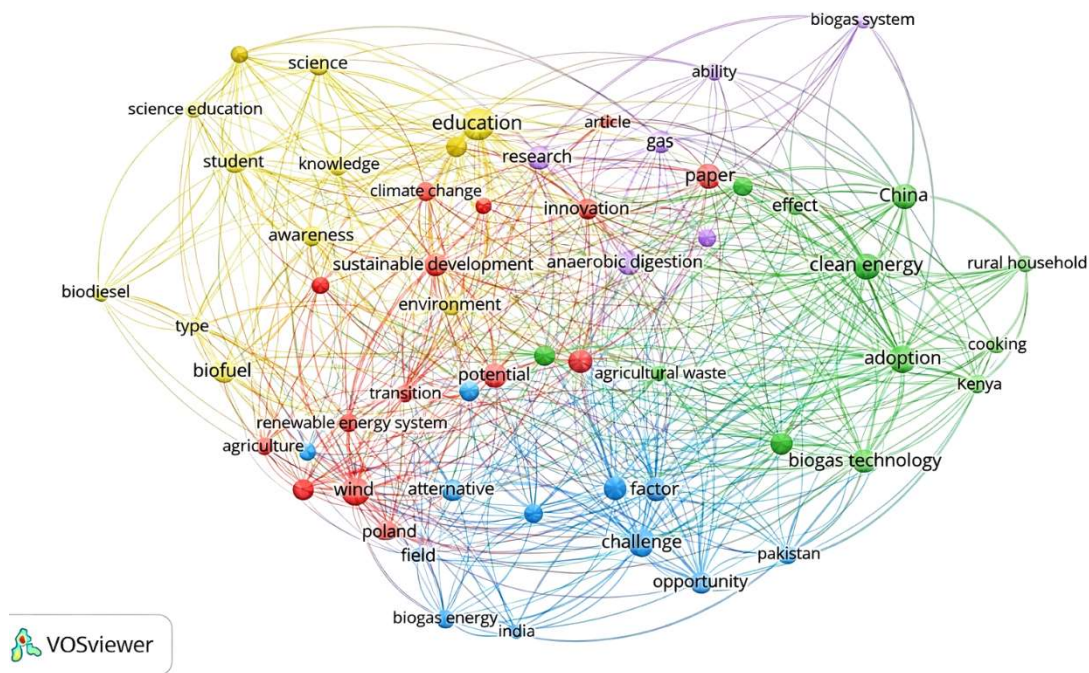 biogas system
science
ability
science education
education
article
gas
student
knowledge
research
paper
climate change
innovation
effect
China
awareness
sustainable development
anaerobic digestion
clean energy
rural household
biodiesel
environment
type
biofuel
potential
agricultural waste
adoption
cooking
transition
Kenya
renewable energy system
agriculture
biogas technology
wind
alternative
factor
poland
field
challenge
pakistan
opportunity
biogas energy
india
VOSviewer